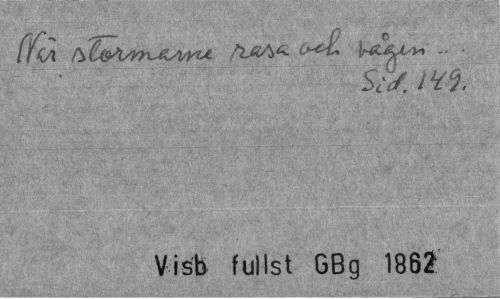 När stormarne rasa och vågen...
Sid. 149.
Visb fullst GBg 1862